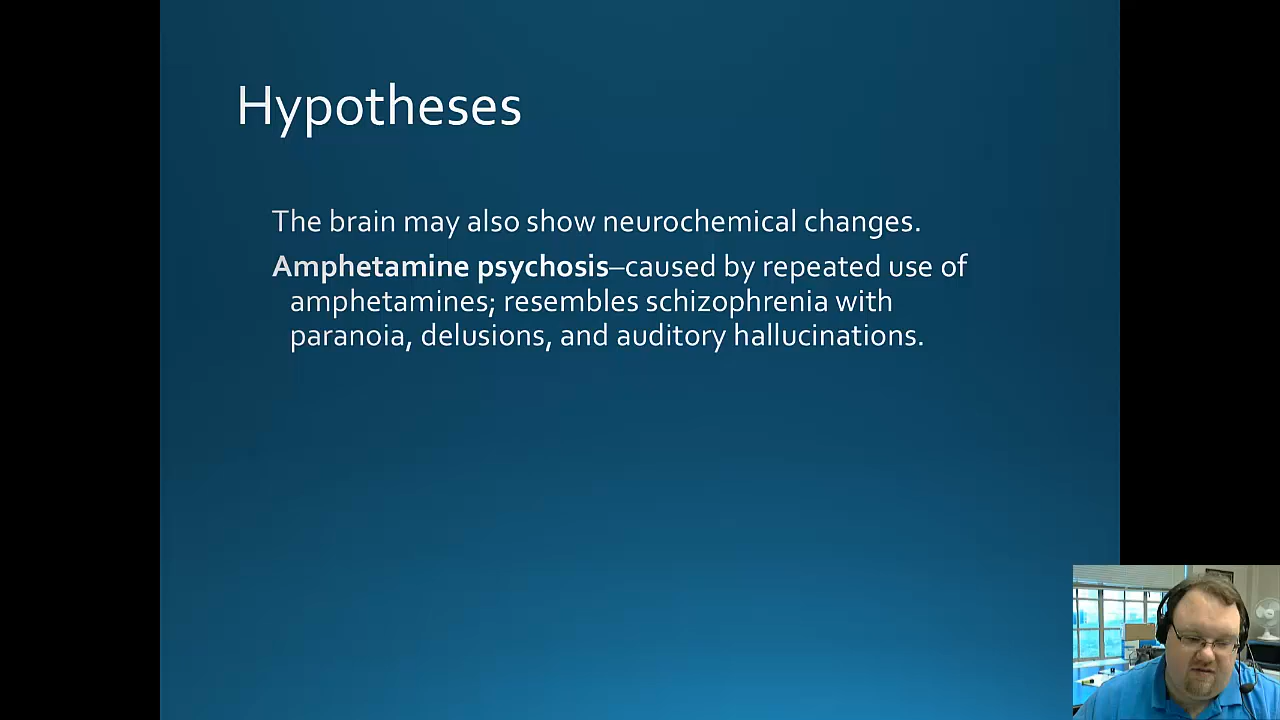 Hypotheses
The brain may also show neurochemical changes.
Amphetamine psychosis–caused by repeated use of
amphetamines; resembles schizophrenia with
paranoia, delusions, and auditory hallucinations.